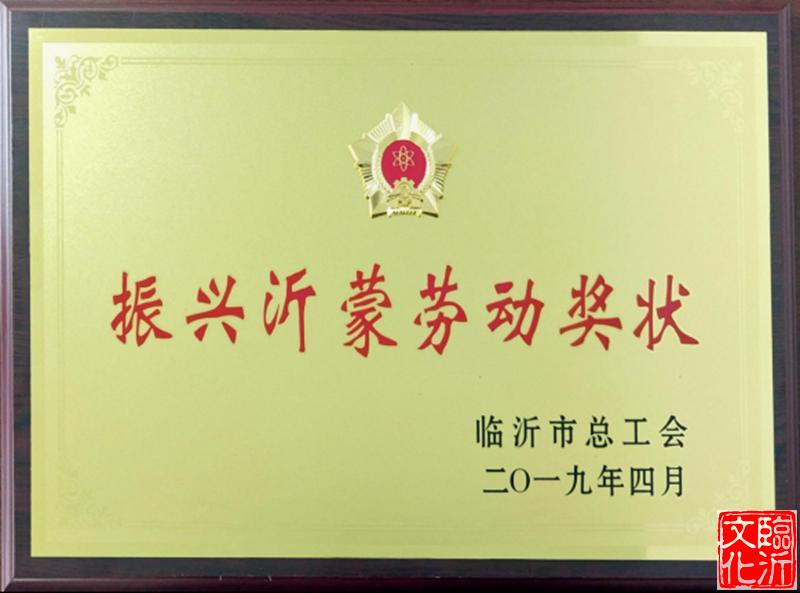 振兴沂蒙劳动奖状
临沂市总工会
二〇一九年四月
臨沂
文化